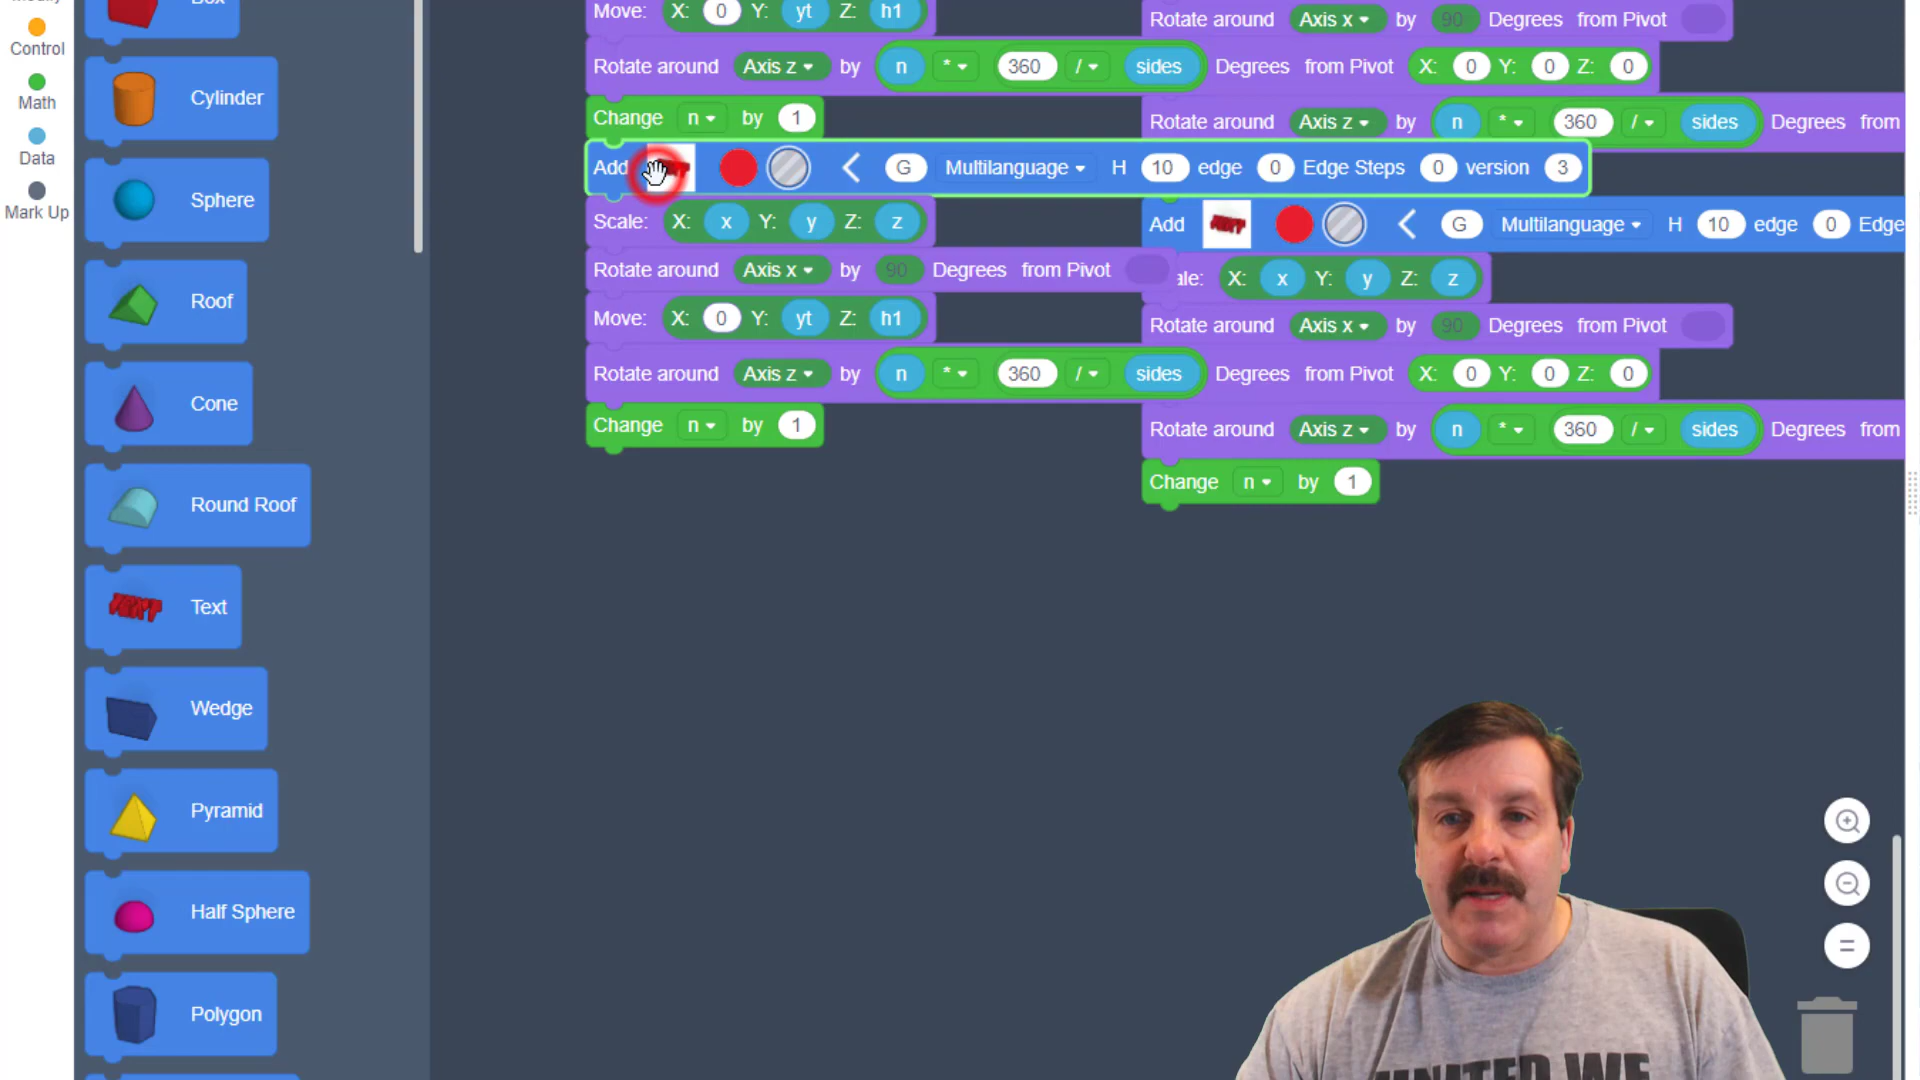 Control
Math
Data
Mark Up
Cylinder
Sphere
Roof
Cone
Round Roof
Text
Wedge
Pyramid
Half Sphere
Polygon
Move: X: 0 Y: yt Z: h1
Rotate around Axis z by n * 360 / sides Degrees from Pivot X: 0 Y: 0 Z: 0
Change n by 1
Add G Multilanguage H 10 edge 0 Edge Steps 0 version 3
Scale: X: x Y: y Z: z
Rotate around Axis x by 90 Degrees from Pivot
Move: X: 0 Y: yt Z: h1
Rotate around Axis z by n * 360 / sides Degrees from Pivot X: 0 Y: 0 Z: 0
Change n by 1
Rotate around Axis x by 90 Degrees from Pivot
Rotate around Axis z by n * 360 / sides Degrees from
Add G Multilanguage H 10 edge 0 Edge
ale: X: x Y: y Z: z
Rotate around Axis x by 90 Degrees from Pivot
Rotate around Axis z by n * 360 / sides Degrees from
Change n by 1
UNITED WE